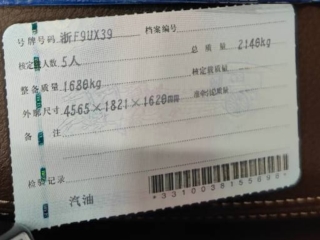 号牌号码 浙F9UX39 档案编号
核定载人数 5人 总质量 2140kg
整备质量 1680kg 核定载质量
外廓尺寸 4565×1821×1620mm
备注
检验记录
汽油